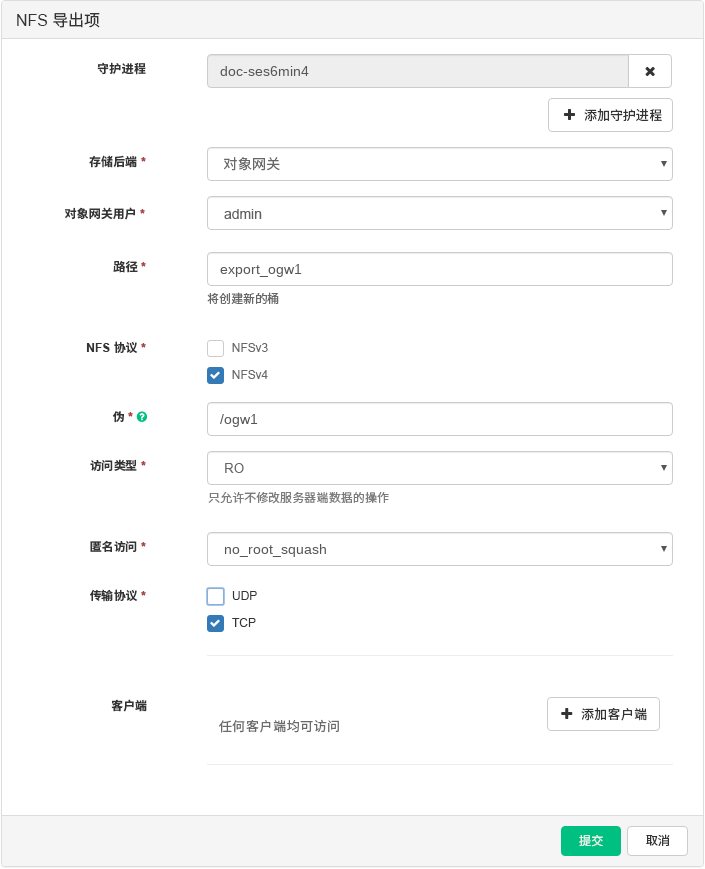 NFS 导出项
守护进程
doc-ses6min4
添加守护进程
存储后端 *
对象网关
对象网关用户 *
admin
路径 *
export_ogw1
将创建新的桶
NFS 协议 *
NFSv3
NFSv4
伪 *
/ogw1
访问类型 *
RO
只允许不修改服务器端数据的操作
匿名访问 *
no_root_squash
传输协议 *
UDP
TCP
客户端
任何客户端均可访问
添加客户端
提交
取消